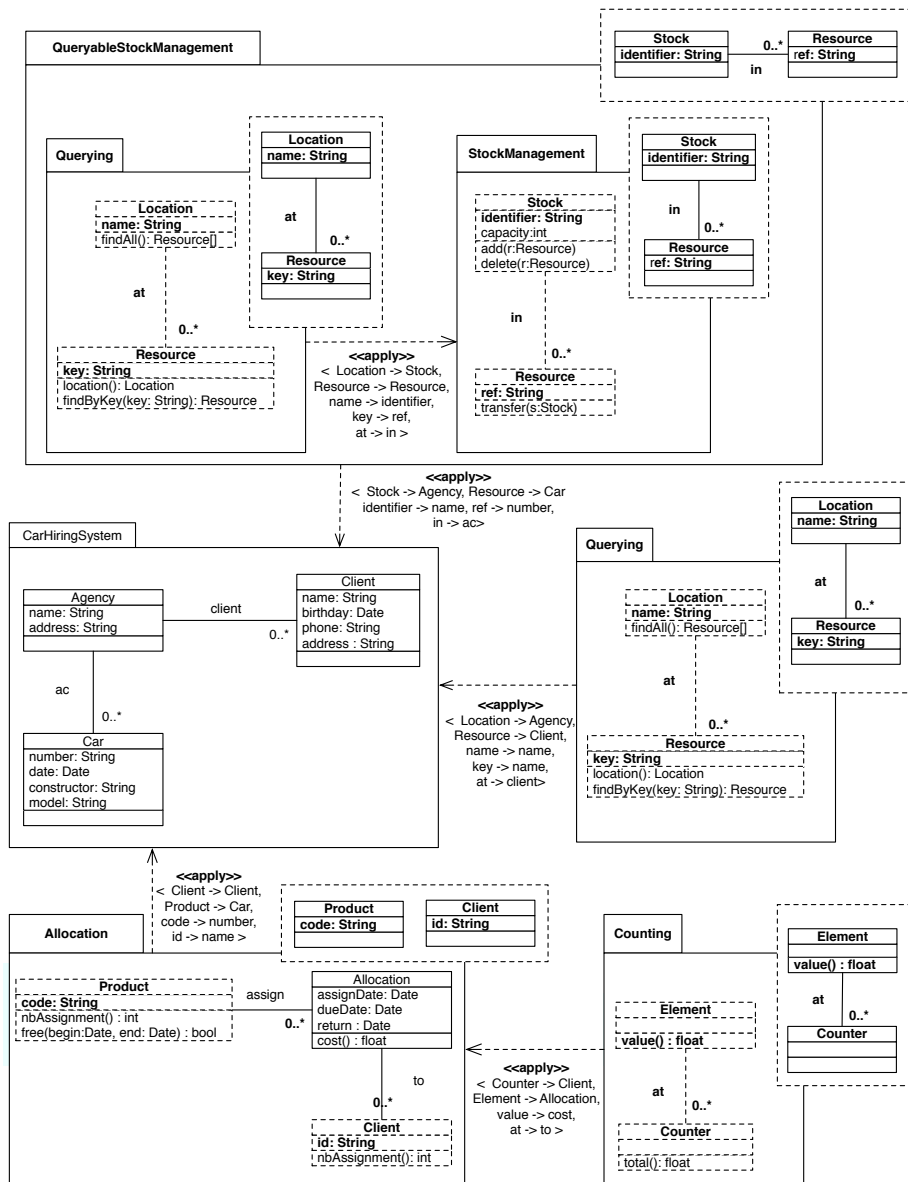 QueryableStockManagement
Stock
identifier: String
0..*
in
Resource
ref: String
Querying
Location
name: String
at
0..*
Resource
key: String
Location
name: String
findAll(): Resource[]
at
0..*
Resource
key: String
location(): Location
findByKey(key: String): Resource
<<apply>>
< Location -> Stock,
Resource -> Resource,
name -> identifier,
key -> ref,
at -> in >
StockManagement
Stock
identifier: String
in
0..*
Resource
ref: String
Stock
identifier: String
capacity:int
add(r:Resource)
delete(r:Resource)
in
0..*
Resource
ref: String
transfer(s:Stock)
<<apply>>
< Stock -> Agency, Resource -> Car
identifier -> name, ref -> number,
in -> ac>
CarHiringSystem
Agency
name: String
address: String
client
0..*
Client
name: String
birthday: Date
phone: String
address : String
ac
0..*
Car
number: String
date: Date
constructor: String
model: String
<<apply>>
< Location -> Agency,
Resource -> Client,
name -> name,
key -> name,
at -> client>
Querying
Location
name: String
at
0..*
Resource
key: String
Location
name: String
findAll(): Resource[]
at
0..*
Resource
key: String
location(): Location
findByKey(key: String): Resource
<<apply>>
< Client -> Client,
Product -> Car,
code -> number,
id -> name >
Allocation
Product
code: String
Client
id: String
Product
code: String
nbAssignment() : int
free(begin:Date, end: Date) : bool
assign
0..*
Allocation
assignDate: Date
dueDate: Date
return : Date
cost() : float
to
0..*
Client
id: String
nbAssignment(): int
<<apply>>
< Counter -> Client,
Element -> Allocation,
value -> cost,
at -> to >
Counting
Element
value() : float
at
0..*
Counter
Element
value() : float
at
0..*
Counter
total(): float